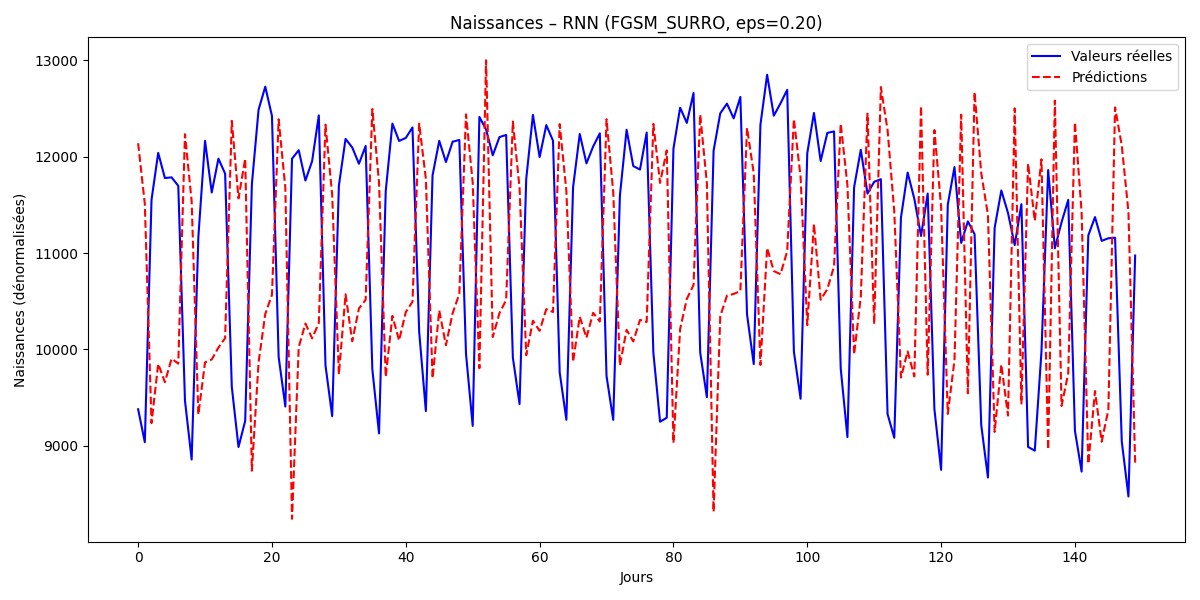 Naissances – RNN (FGSM_SURRO, eps=0.20)
Valeurs réelles
Prédictions
Naissances (dénormalisées)
13000
12000
11000
10000
9000
0 20 40 60 80 100 120 140
Jours